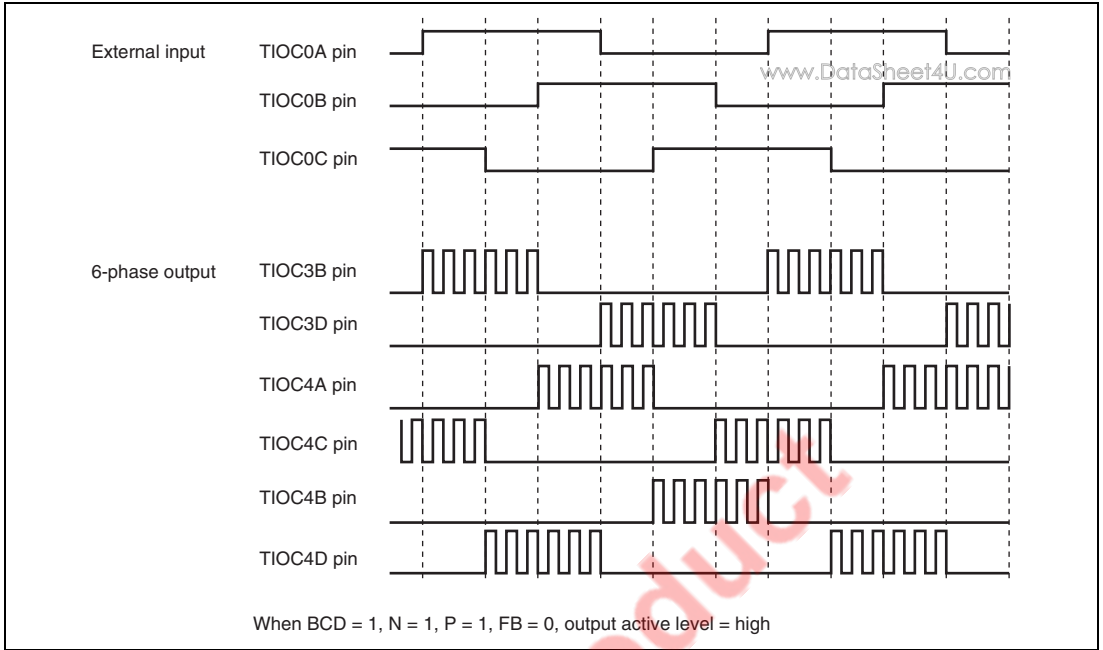 External input TIOC0A pin
www.DataSheet4U.com
TIOC0B pin
TIOC0C pin
6-phase output TIOC3B pin
TIOC3D pin
TIOC4A pin
TIOC4C pin
TIOC4B pin
TIOC4D pin
oduct
When BCD = 1, N = 1, P = 1, FB = 0, output active level = high